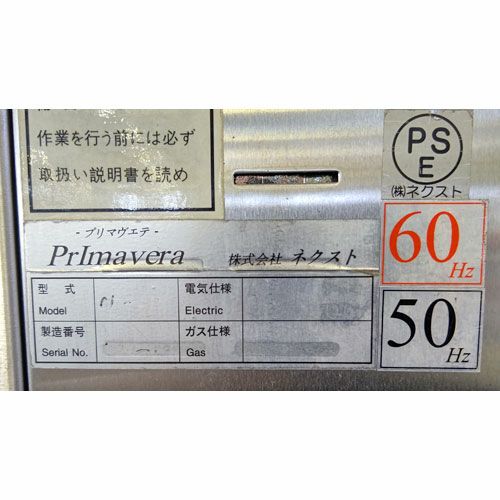 作業を行う前には必ず
取扱い説明書を読め
PS
E
(株)ネクスト
- プリマヴエテ -
PrImavera 株式会社 ネクスト
60
Hz
型式
Model
電気仕様
Electric
製造番号
Serial No.
ガス仕様
Gas
50
Hz